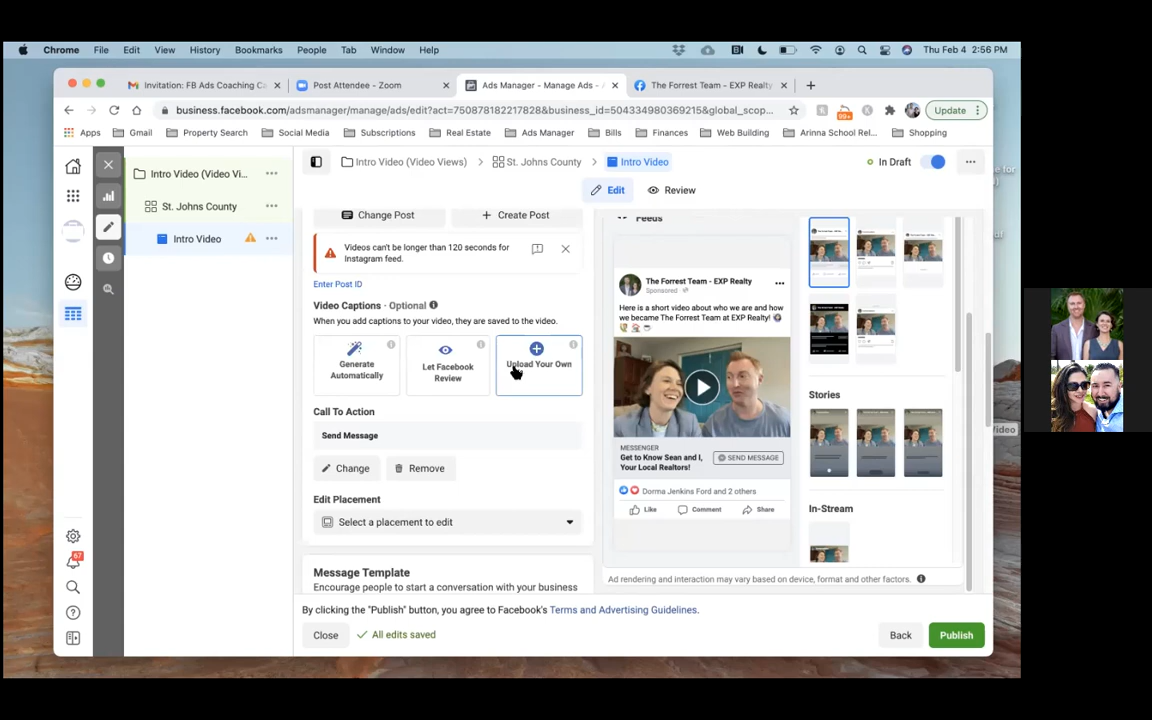 Chrome File Edit View History Bookmarks People Tab Window Help
Thu Feb 4 2:56 PM
Invitation: FB Ads Coaching Ca
Post Attendee - Zoom
Ads Manager - Manage Ads -
The Forrest Team - EXP Realty
business.facebook.com/adsmanager/manage/ads/edit?act=750878182217828&business_id=504334980369215&global_scop...
99+
Update
Apps Gmail Property Search Social Media Subscriptions Real Estate Ads Manager Bills Finances Web Building Arinna School Rel... Shopping
Intro Video (Video Vi...
St. Johns County
Intro Video
67
Intro Video (Video Views) > St. Johns County > Intro Video
In Draft
Edit
Review
Change Post
+ Create Post
Videos can't be longer than 120 seconds for
Instagram feed.
Enter Post ID
Video Captions · Optional
When you add captions to your video, they are saved to the video.
Generate
Automatically
Let Facebook
Review
Upload Your Own
Call To Action
Send Message
Change
Remove
Edit Placement
Select a placement to edit
Message Template
Encourage people to start a conversation with your business
Feeds
The Forrest Team - EXP Realty
Sponsored
Here is a short video about who we are and how
we became The Forrest Team at EXP Realty!
MESSENGER
Get to Know Sean and I,
Your Local Realtors!
SEND MESSAGE
Dorma Jenkins Ford and 2 others
Like
Comment
Share
Stories
In-Stream
Ad rendering and interaction may vary based on device, format and other factors.
By clicking the "Publish" button, you agree to Facebook's Terms and Advertising Guidelines.
Close
All edits saved
Back
Publish